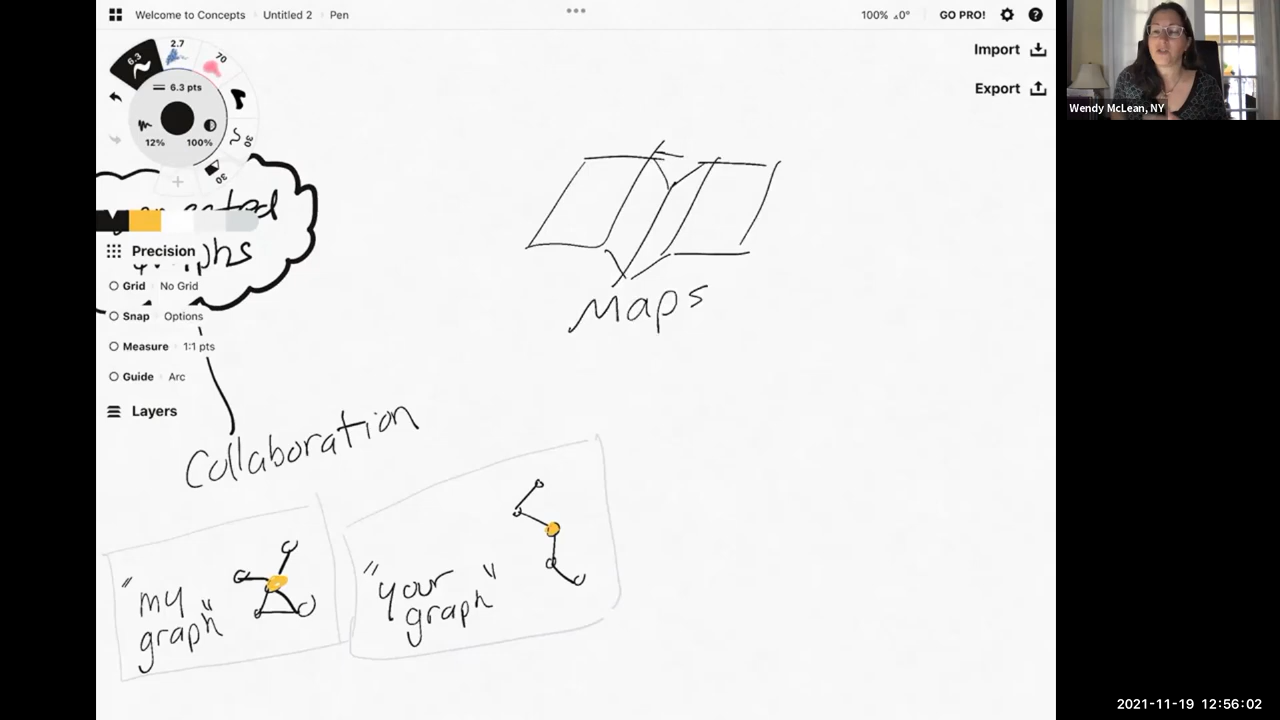 Welcome to Concepts Untitled 2 Pen
100% 0° GO PRO! ?
Import
Export
6.3
2.7
70
6.3 pts
12% 100%
30
30
Precision
Grid No Grid
Snap Options
Measure 1:1 pts
Guide Arc
Layers
Maps
Collaboration
"my
graph"
"your
graph"
Wendy McLean, NY
2021-11-19 12:56:02